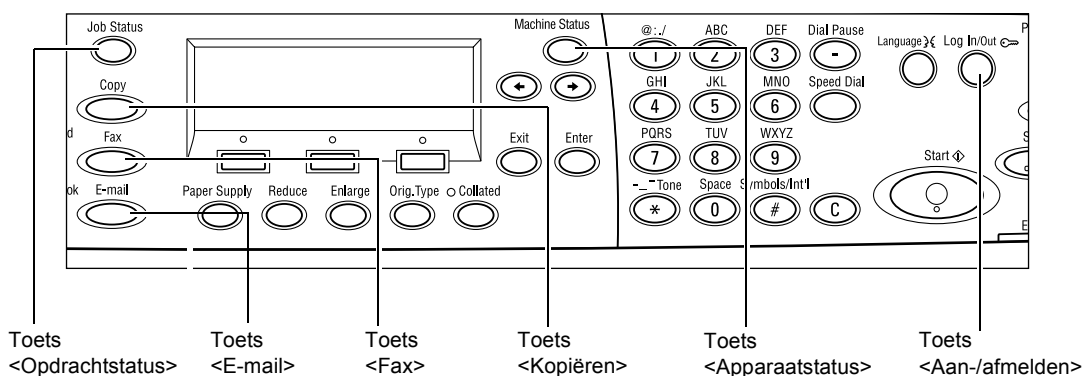 Job Status
Machine Status
@:./ ABC DEF Dial Pause
1 2 3 -
Language Log In/Out
P
Copy
GHI JKL MNO Speed Dial
4 5 6
d Fax
Exit Enter
PQRS TUV WXYZ
7 8 9
Start
S
ok E-mail
Paper Supply Reduce Enlarge Orig.Type Collated
-_~ Tone Space Symbols/Int'l
* 0 # C
E
Toets
<Opdrachtstatus>
Toets
<E-mail>
Toets
<Fax>
Toets
<Kopiëren>
Toets
<Apparaatstatus>
Toets
<Aan-/afmelden>